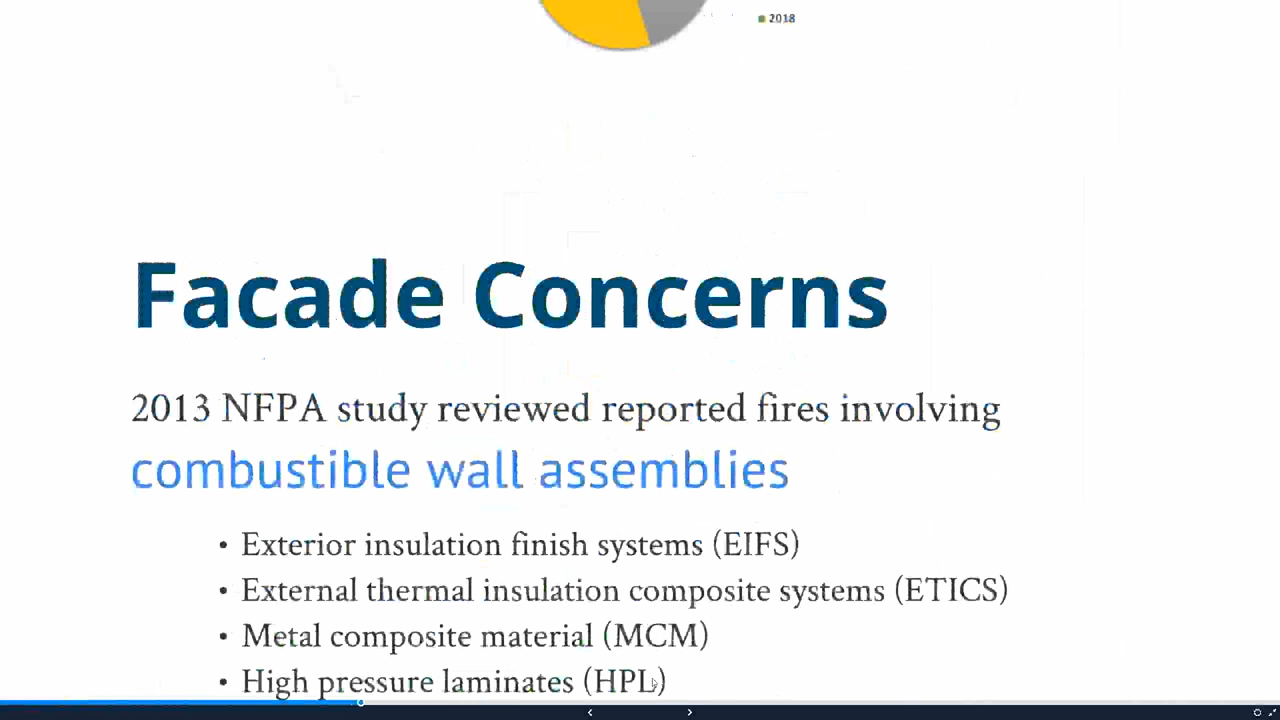 2018
Facade Concerns
2013 NFPA study reviewed reported fires involving
combustible wall assemblies
• Exterior insulation finish systems (EIFS)
• External thermal insulation composite systems (ETICS)
• Metal composite material (MCM)
• High pressure laminates (HPL)